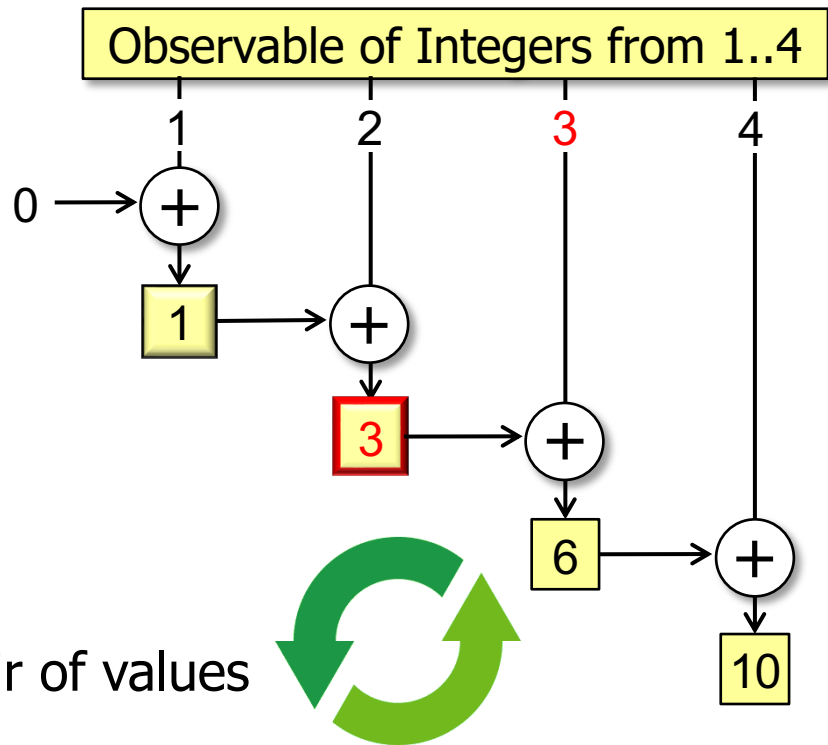 Observable of Integers from 1..4
1 2 3 4
0 +
1 +
3 +
6 +
r of values
10